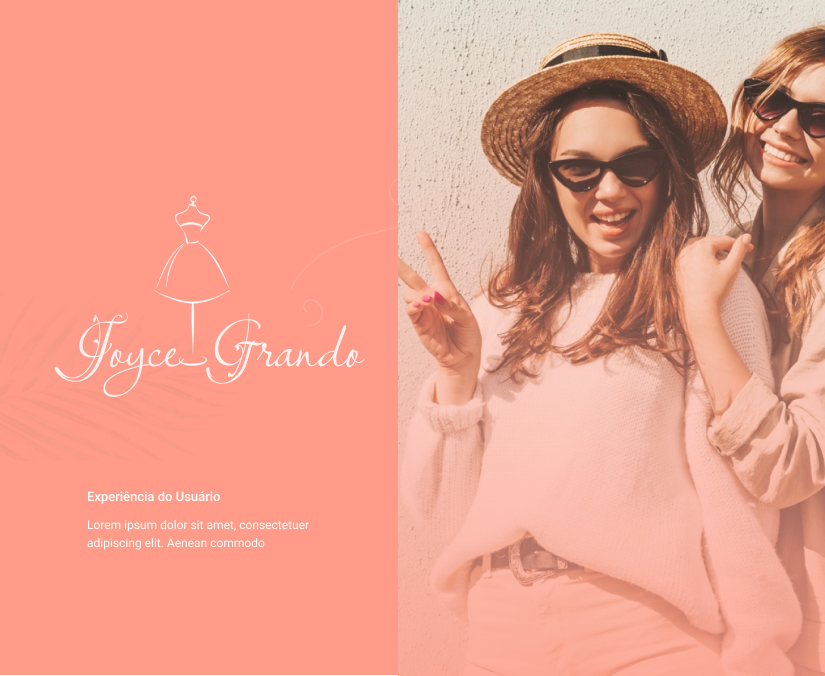 Joyce Grando
Experiência do Usuário
Lorem ipsum dolor sit amet, consectetuer
adipiscing elit. Aenean commodo